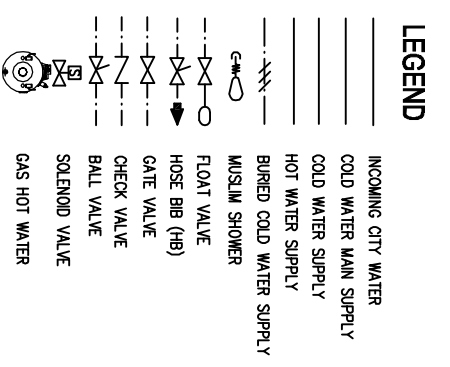 LEGEND
INCOMING CITY WATER
COLD WATER MAIN SUPPLY
COLD WATER SUPPLY
HOT WATER SUPPLY
BURIED COLD WATER SUPPLY
MUSLIM SHOWER
FLOAT VALVE
HOSE BIB (HB)
GATE VALVE
CHECK VALVE
BALL VALVE
S
SOLENOID VALVE
GAS HOT WATER